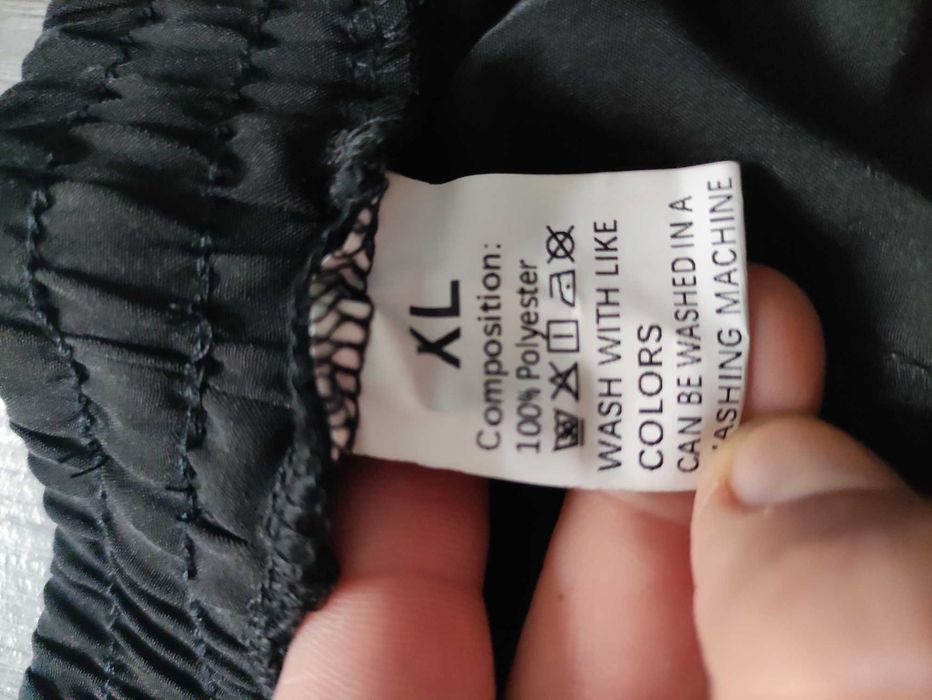 XL
Composition:
100% Polyester
WASH WITH LIKE
COLORS
CAN BE WASHED IN A
WASHING MACHINE